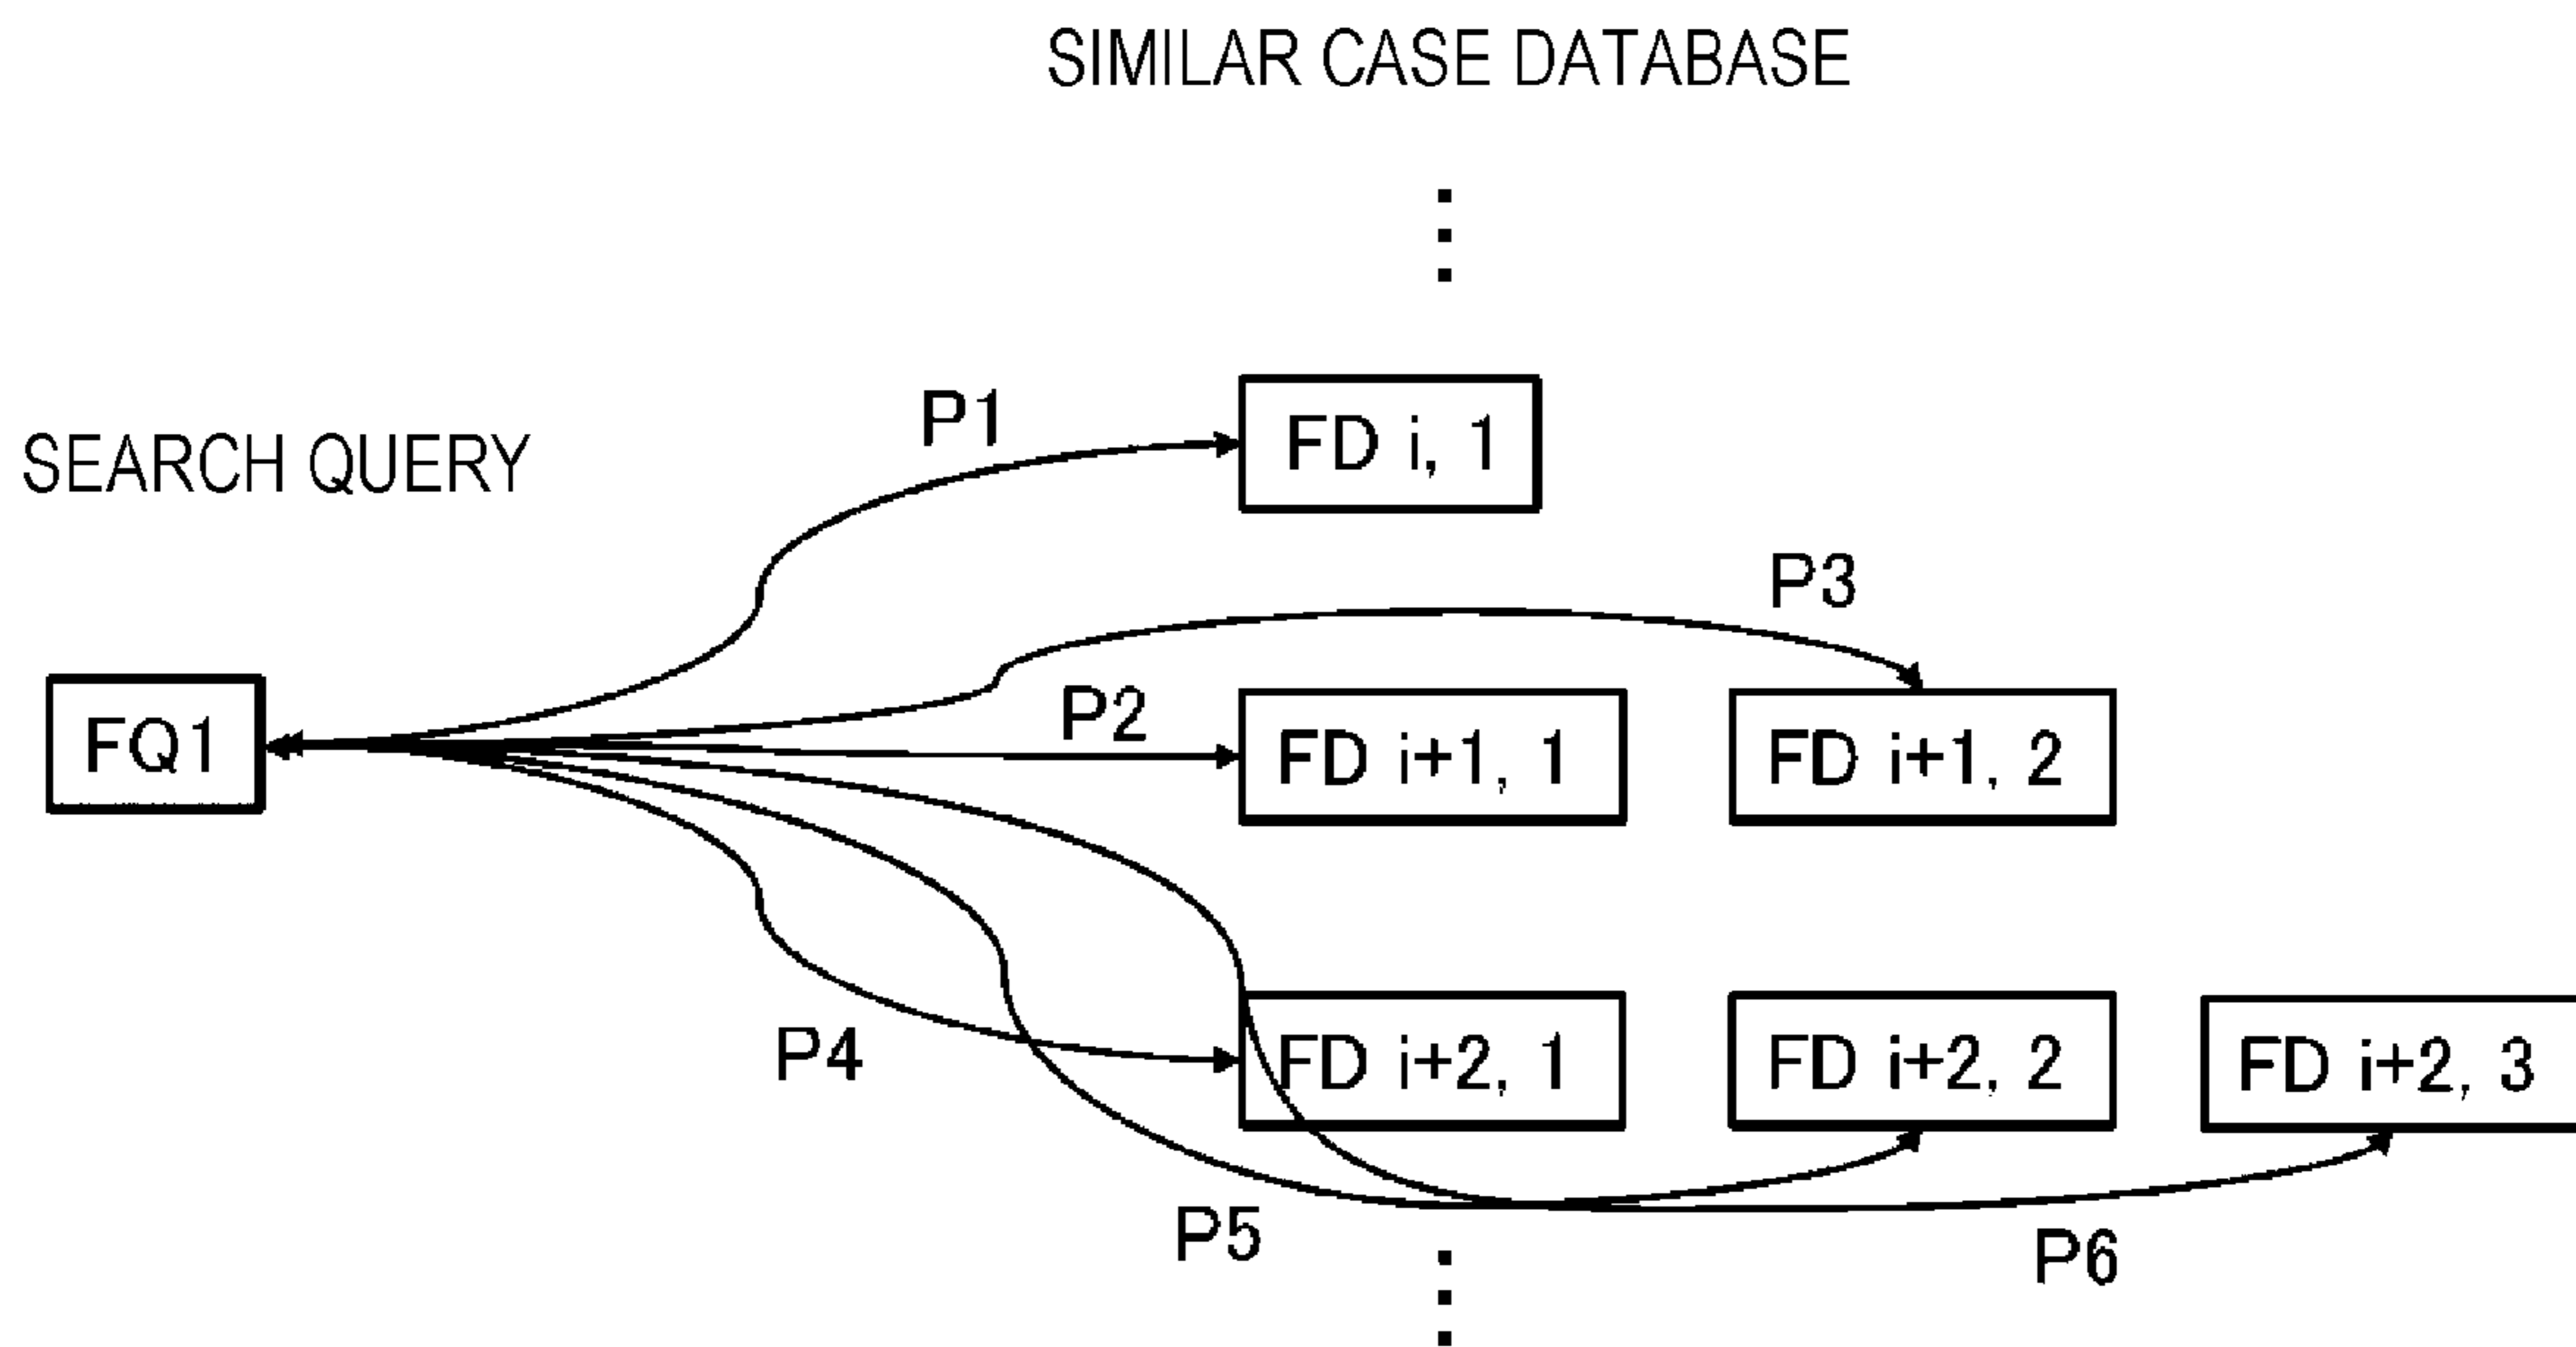 SIMILAR CASE DATABASE
P1
FD i, 1
SEARCH QUERY
P3
P2
FQ1
FD i+1, 1
FD i+1, 2
P4
FD i+2, 1
FD i+2, 2
FD i+2, 3
P5
P6